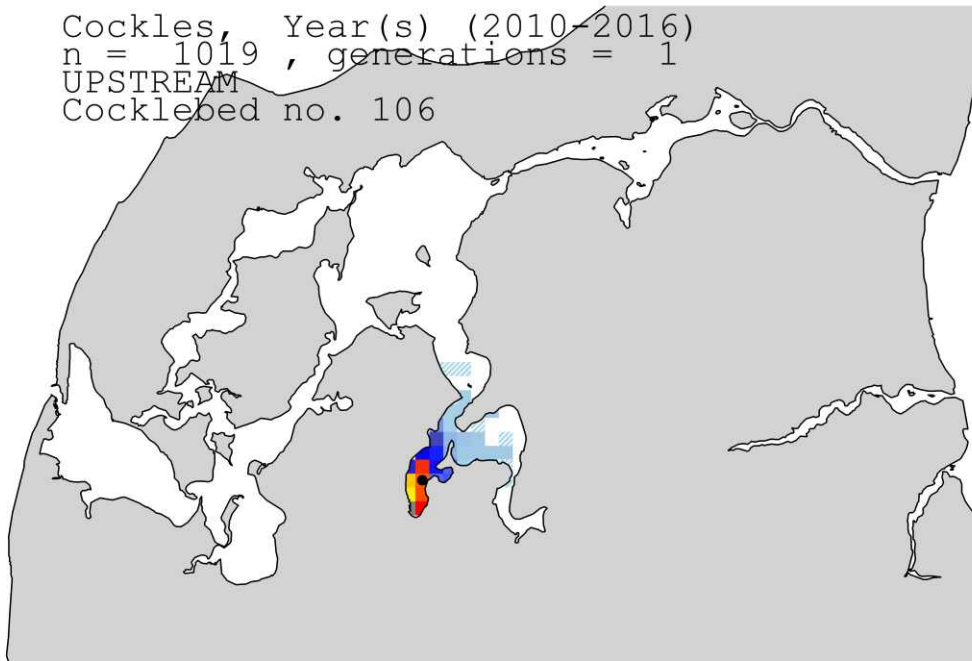 Cockles, Year(s) (2010-2016)
n = 1019 , generations = 1
UPSTREAM
Cocklebed no. 106